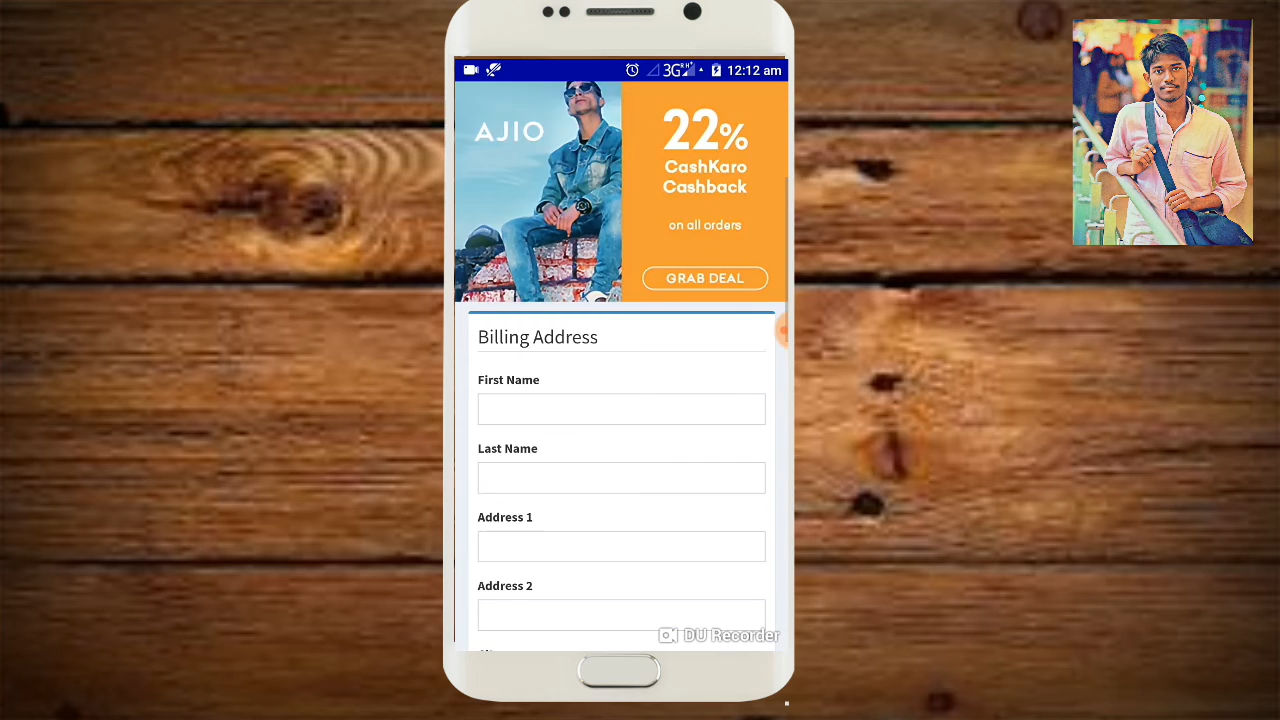 3G
R H+
12:12 am
AJIO
22%
CashKaro
Cashback
on all orders
GRAB DEAL
Billing Address
First Name
Last Name
Address 1
Address 2
DU Recorder